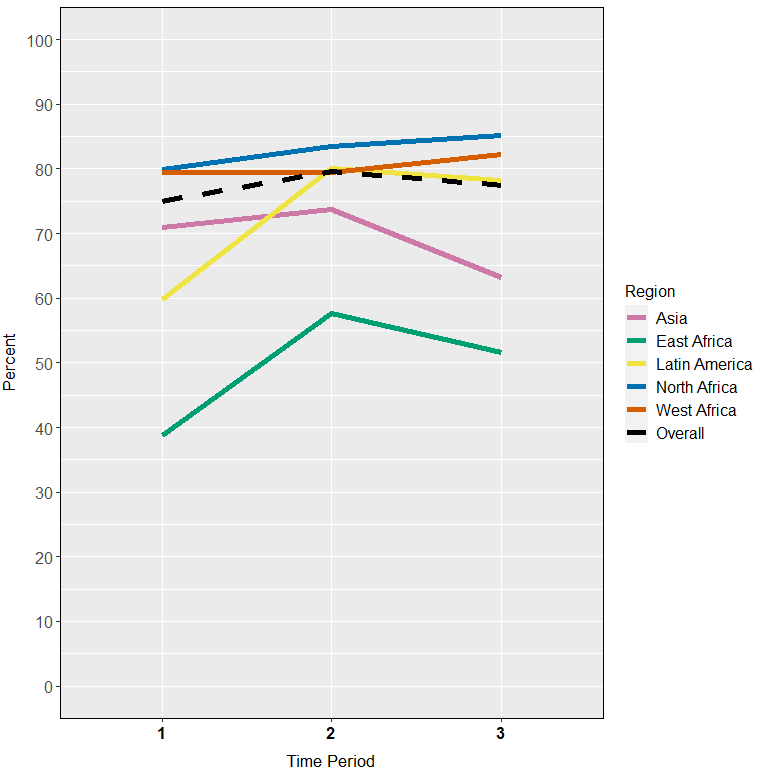 Percent
100
90
80
70
60
50
40
30
20
10
0
1 2 3
Time Period
Region
Asia
East Africa
Latin America
North Africa
West Africa
Overall